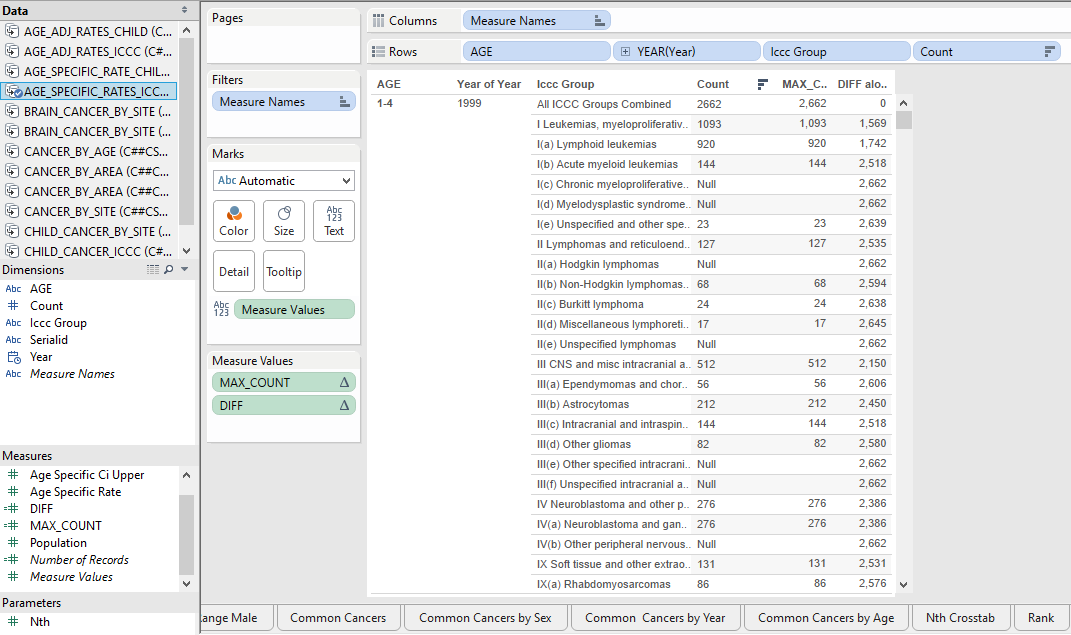 Data
AGE_ADJ_RATES_CHILD (C...
AGE_ADJ_RATES_ICCC (C#...
AGE_SPECIFIC_RATE_CHIL...
AGE_SPECIFIC_RATES_ICC...
BRAIN_CANCER_BY_SITE (...
BRAIN_CANCER_BY_SITE (...
CANCER_BY_AGE (C##CS...
CANCER_BY_AREA (C##C...
CANCER_BY_AREA (C##C...
CANCER_BY_SITE (C##CS...
CHILD_CANCER_BY_SITE (...
CHILD_CANCER_ICCC (C#...
Dimensions
Abc AGE
# Count
Abc Iccc Group
Abc Serialid
Year
Abc Measure Names
Measures
# Age Specific Ci Upper
# Age Specific Rate
=# DIFF
=# MAX_COUNT
# Population
=# Number of Records
# Measure Values
Parameters
# Nth
Pages
Filters
Measure Names
Marks
Abc Automatic
Color Size Abc 123 Text
Detail Tooltip
Abc 123 Measure Values
Measure Values
MAX_COUNT Δ
DIFF Δ
Columns Measure Names
Rows AGE YEAR(Year) Iccc Group Count
AGE Year of Year Iccc Group Count MAX_C.. DIFF alo..
1-4 1999 All ICCC Groups Combined 2662 2,662 0
I Leukemias, myeloproliferativ.. 1093 1,093 1,569
I(a) Lymphoid leukemias 920 920 1,742
I(b) Acute myeloid leukemias 144 144 2,518
I(c) Chronic myeloproliferative.. Null 2,662
I(d) Myelodysplastic syndrome.. Null 2,662
I(e) Unspecified and other spe.. 23 23 2,639
II Lymphomas and reticuloend.. 127 127 2,535
II(a) Hodgkin lymphomas Null 2,662
II(b) Non-Hodgkin lymphomas.. 68 68 2,594
II(c) Burkitt lymphoma 24 24 2,638
II(d) Miscellaneous lymphoreti.. 17 17 2,645
II(e) Unspecified lymphomas Null 2,662
III CNS and misc intracranial a.. 512 512 2,150
III(a) Ependymomas and chor.. 56 56 2,606
III(b) Astrocytomas 212 212 2,450
III(c) Intracranial and intraspin.. 144 144 2,518
III(d) Other gliomas 82 82 2,580
III(e) Other specified intracrani.. Null 2,662
III(f) Unspecified intracranial a.. Null 2,662
IV Neuroblastoma and other p.. 276 276 2,386
IV(a) Neuroblastoma and gan.. 276 276 2,386
IV(b) Other peripheral nervous.. Null 2,662
IX Soft tissue and other extrao.. 131 131 2,531
IX(a) Rhabdomyosarcomas 86 86 2,576
ange Male Common Cancers Common Cancers by Sex Common Cancers by Year Common Cancers by Age Nth Crosstab Rank